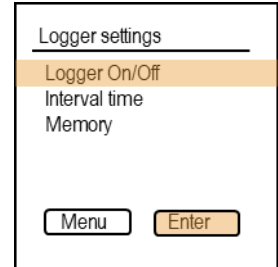 Logger settings
Logger On/Off
Interval time
Memory
Menu Enter